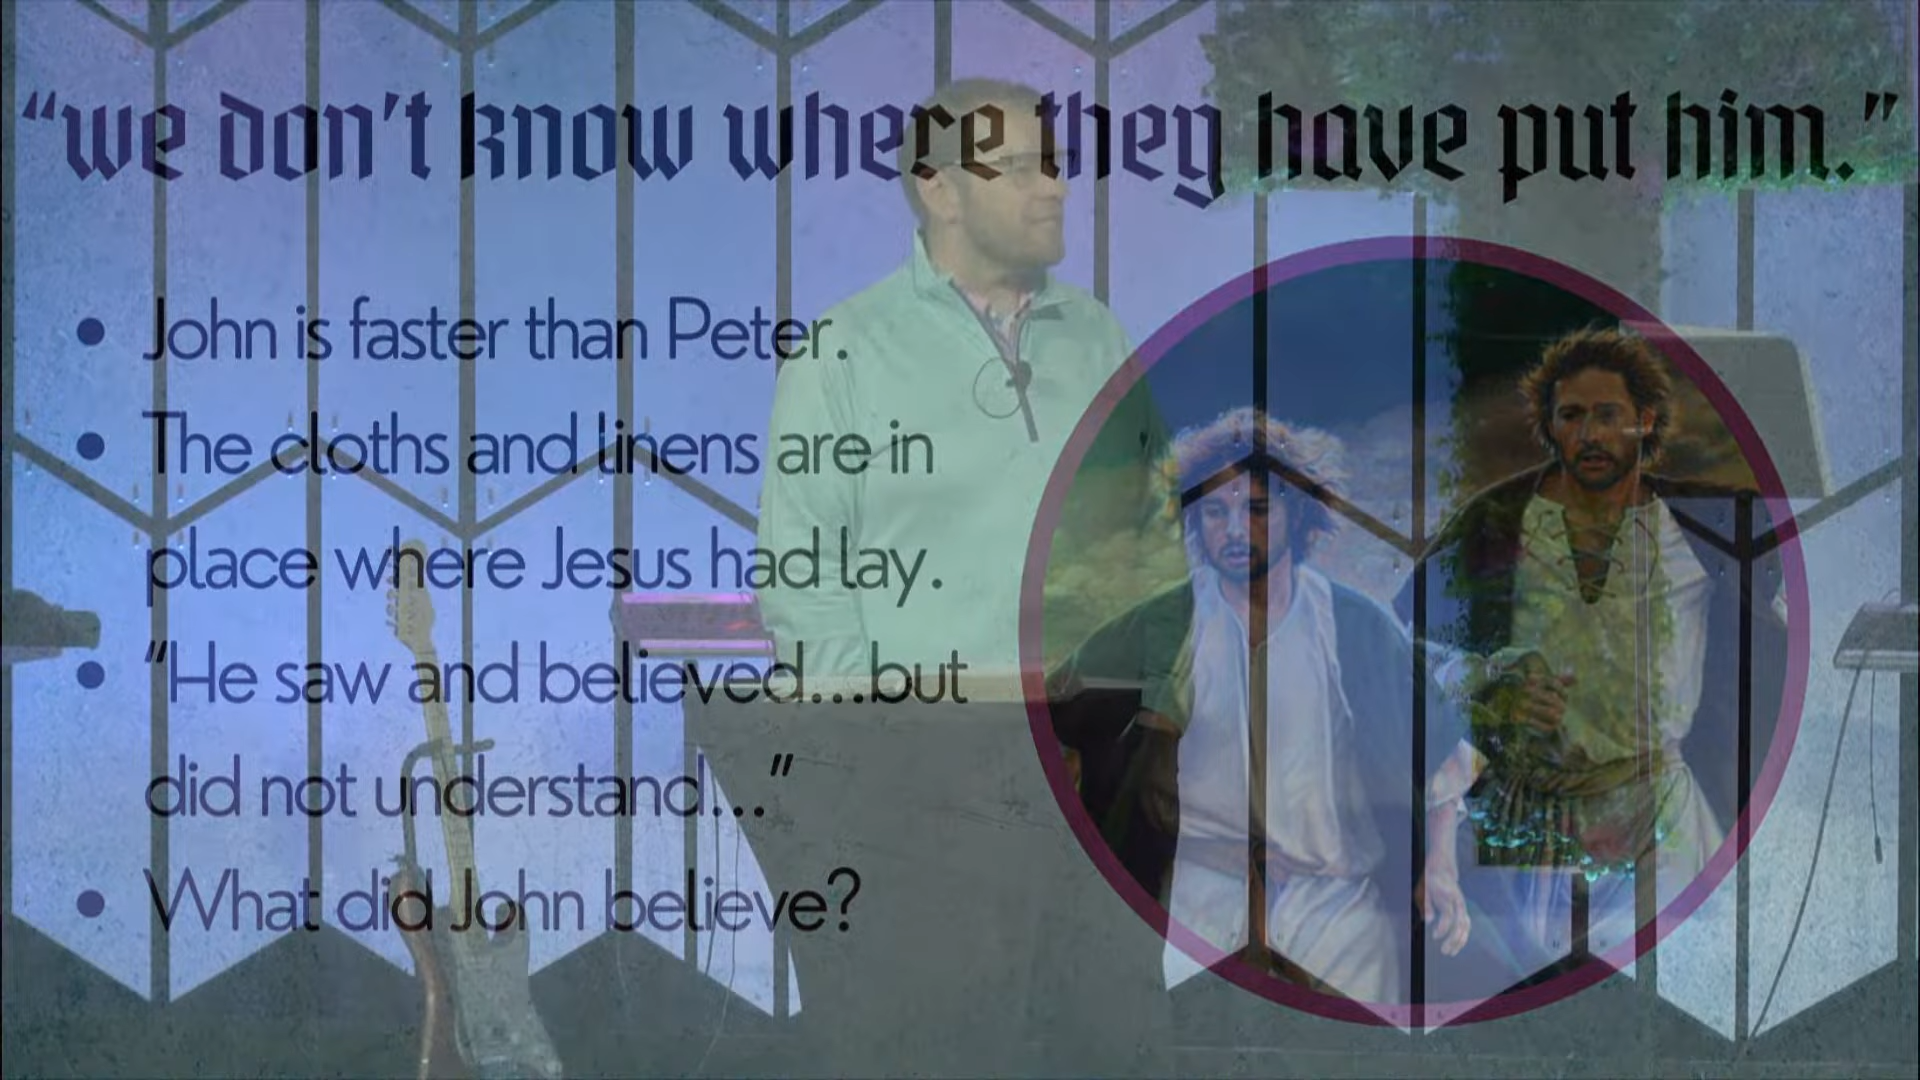 “we don't know where they have put him.”
• John is faster than Peter.
• The cloths and linens are in
place where Jesus had lay.
• “He saw and believed...but
did not understand...”
• What did John believe?